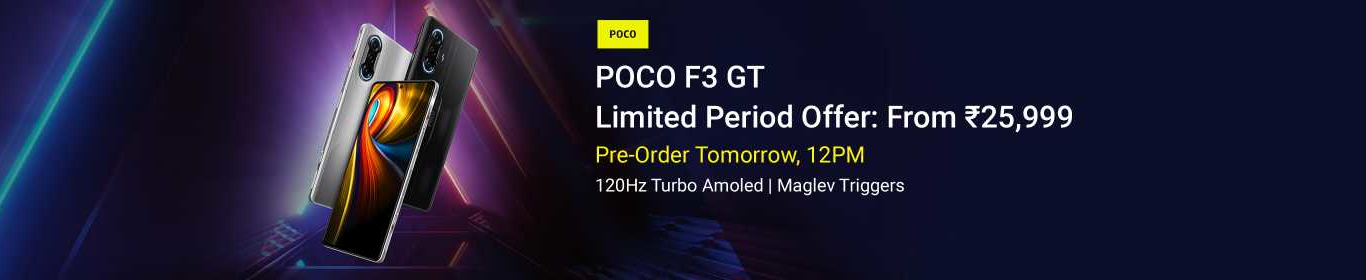 POCO
POCO F3 GT
Limited Period Offer: From ₹25,999
Pre-Order Tomorrow, 12PM
120Hz Turbo Amoled | Maglev Triggers